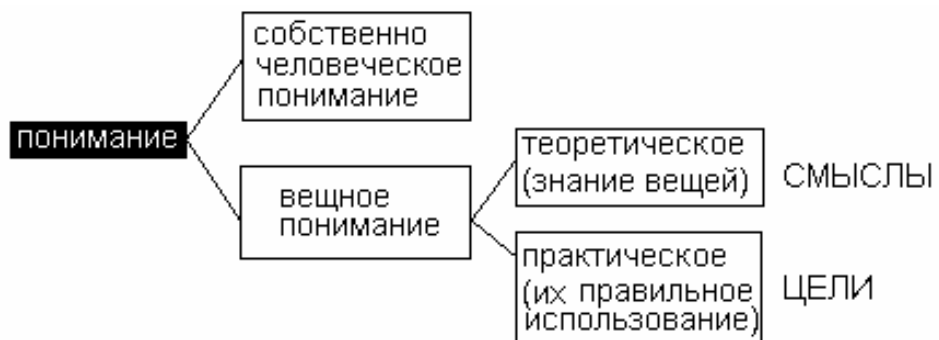 собственно
человеческое
понимание
понимание
вещное
понимание
теоретическое
(знание вещей)
СМЫСЛЫ
практическое
(их правильное
использование)
ЦЕЛИ